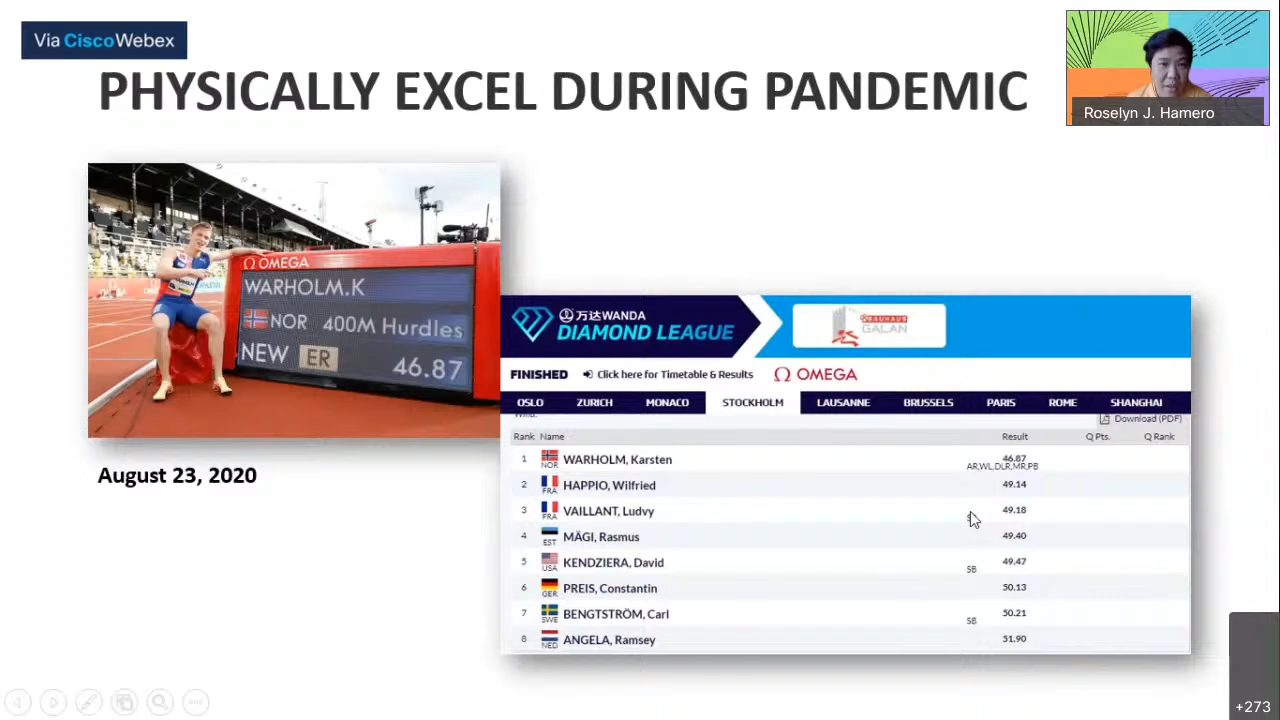 Via CiscoWebex
PHYSICALLY EXCEL DURING PANDEMIC
Roselyn J. Hamero
Ω OMEGA
WARHOLM.K
NOR 400M Hurdles
NEW ER 46.87
August 23, 2020
万达WANDA
DIAMOND LEAGUE
BAUHAUS
GALAN
FINISHED Click here for Timetable & Results Ω OMEGA
OSLO ZURICH MONACO STOCKHOLM LAUSANNE BRUSSELS PARIS ROME SHANGHAI
Download (PDF)
Rank Name Result Q Pts. Q Rank
1 NOR WARHOLM, Karsten 46.87
AR,WL,DLR,MR,PB
2 FRA HAPPIO, Wilfried 49.14
3 FRA VAILLANT, Ludvy 49.18
4 EST MÄGI, Rasmus 49.40
5 USA KENDZIERA, David 49.47
SB
6 GER PREIS, Constantin 50.13
7 SWE BENGTSTRÖM, Carl 50.21
SB
8 NED ANGELA, Ramsey 51.90
+273